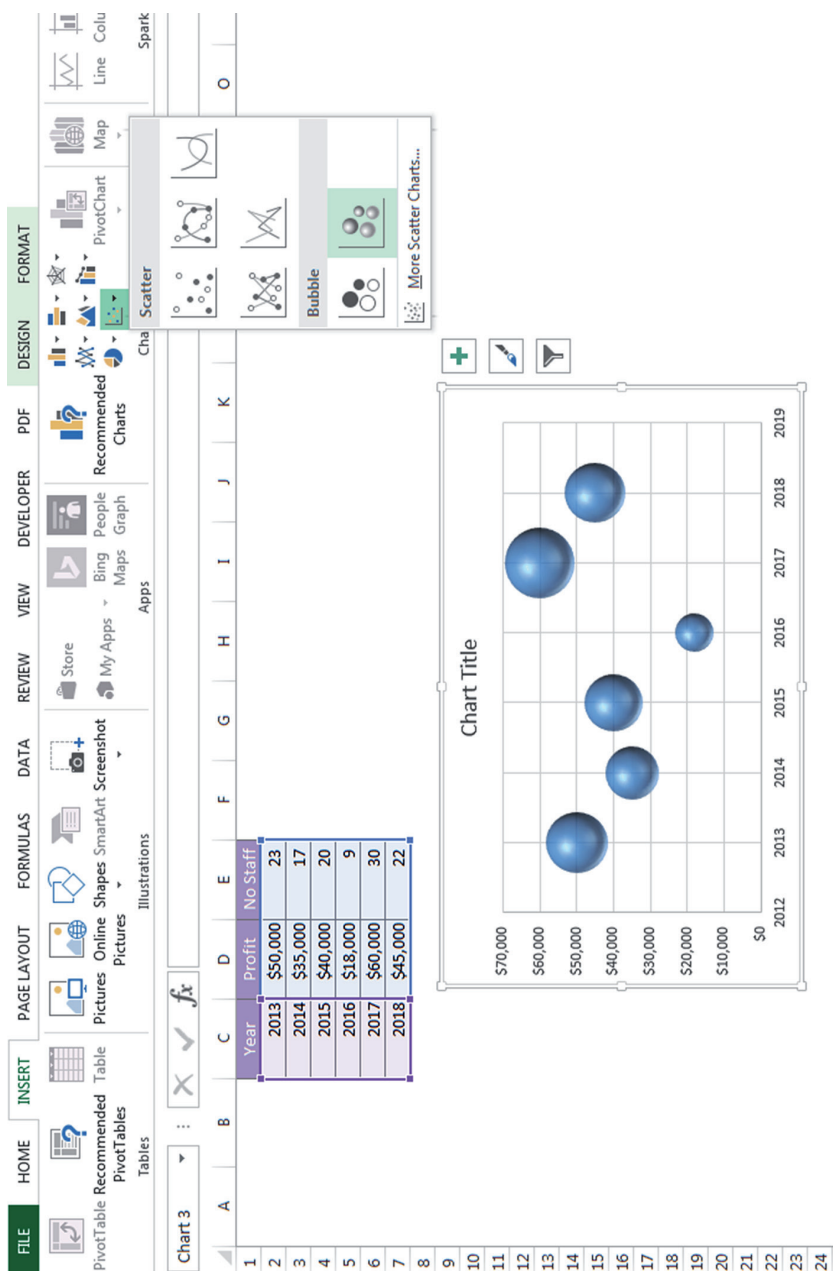 FILE HOME INSERT PAGE LAYOUT FORMULAS DATA REVIEW VIEW DEVELOPER PDF DESIGN FORMAT
PivotTable
Recommended PivotTables
Table
Tables
Pictures
Online Pictures
Shapes
SmartArt
Screenshot
Illustrations
Store
My Apps
Bing Maps
People Graph
Apps
Recommended Charts
Cha
PivotChart
Map
Line
Colu
Spark
Chart 3
fx
Scatter
Bubble
More Scatter Charts...
A B C D E F G H I J K O
1 Year Profit No Staff
2 2013 $50,000 23
3 2014 $35,000 17
4 2015 $40,000 20
5 2016 $18,000 9
6 2017 $60,000 30
7 2018 $45,000 22
8
9
10
11
12
13
14
15
16
17
18
19
20
21
22
23
24
Chart Title
$70,000
$60,000
$50,000
$40,000
$30,000
$20,000
$10,000
$0
2012 2013 2014 2015 2016 2017 2018 2019